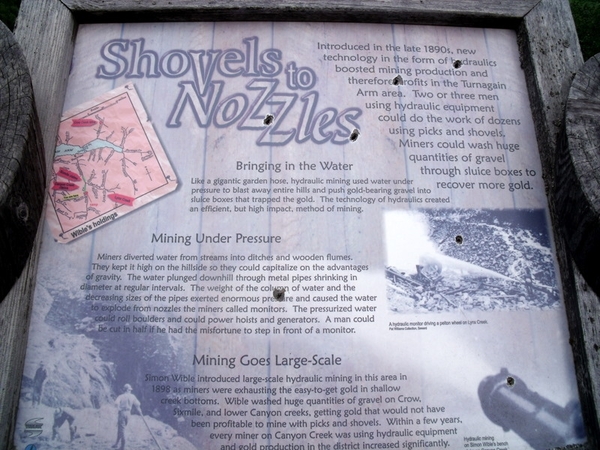 Shovels to
NoZZles
Introduced in the late 1890s, new
technology in the form of hydraulics
boosted mining production and
therefore profits in the Turnagain
Arm area. Two or three men
using hydraulic equipment
could do the work of dozens
using picks and shovels.
Miners could wash huge
quantities of gravel
through sluice boxes to
recover more gold.
Wible's holdings
Bringing in the Water
Like a gigantic garden hose, hydraulic mining used water under
pressure to blast away entire hills and push gold-bearing gravel into
sluice boxes that trapped the gold. The technology of hydraulics created
an efficient, but high impact, method of mining.
Mining Under Pressure
Miners diverted water from streams into ditches and wooden flumes.
They kept it high on the hillside so they could capitalize on the advantages
of gravity. The water plunged downhill through metal pipes shrinking in
diameter at regular intervals. The weight of the column of water and the
decreasing sizes of the pipes exerted enormous pressure and caused the water
to explode from nozzles the miners called monitors. The pressurized water
could roll boulders and could power hoists and generators. A man could
be cut in half if he had the misfortune to step in front of a monitor.
A hydraulic monitor driving a pelton wheel on Lynx Creek.
Mining Goes Large-Scale
Simon Wible introduced large-scale hydraulic mining in this area in
1898 as miners were exhausting the easy-to-get gold in shallow
creek bottoms. Wible washed huge quantities of gravel on Crow,
Sixmile, and lower Canyon creeks, getting gold that would not have
been profitable to mine with picks and shovels. Within a few years,
every miner on Canyon Creek was using hydraulic equipment
and gold production in the district increased significantly.
Hydraulic mining
on Simon Wible's bench